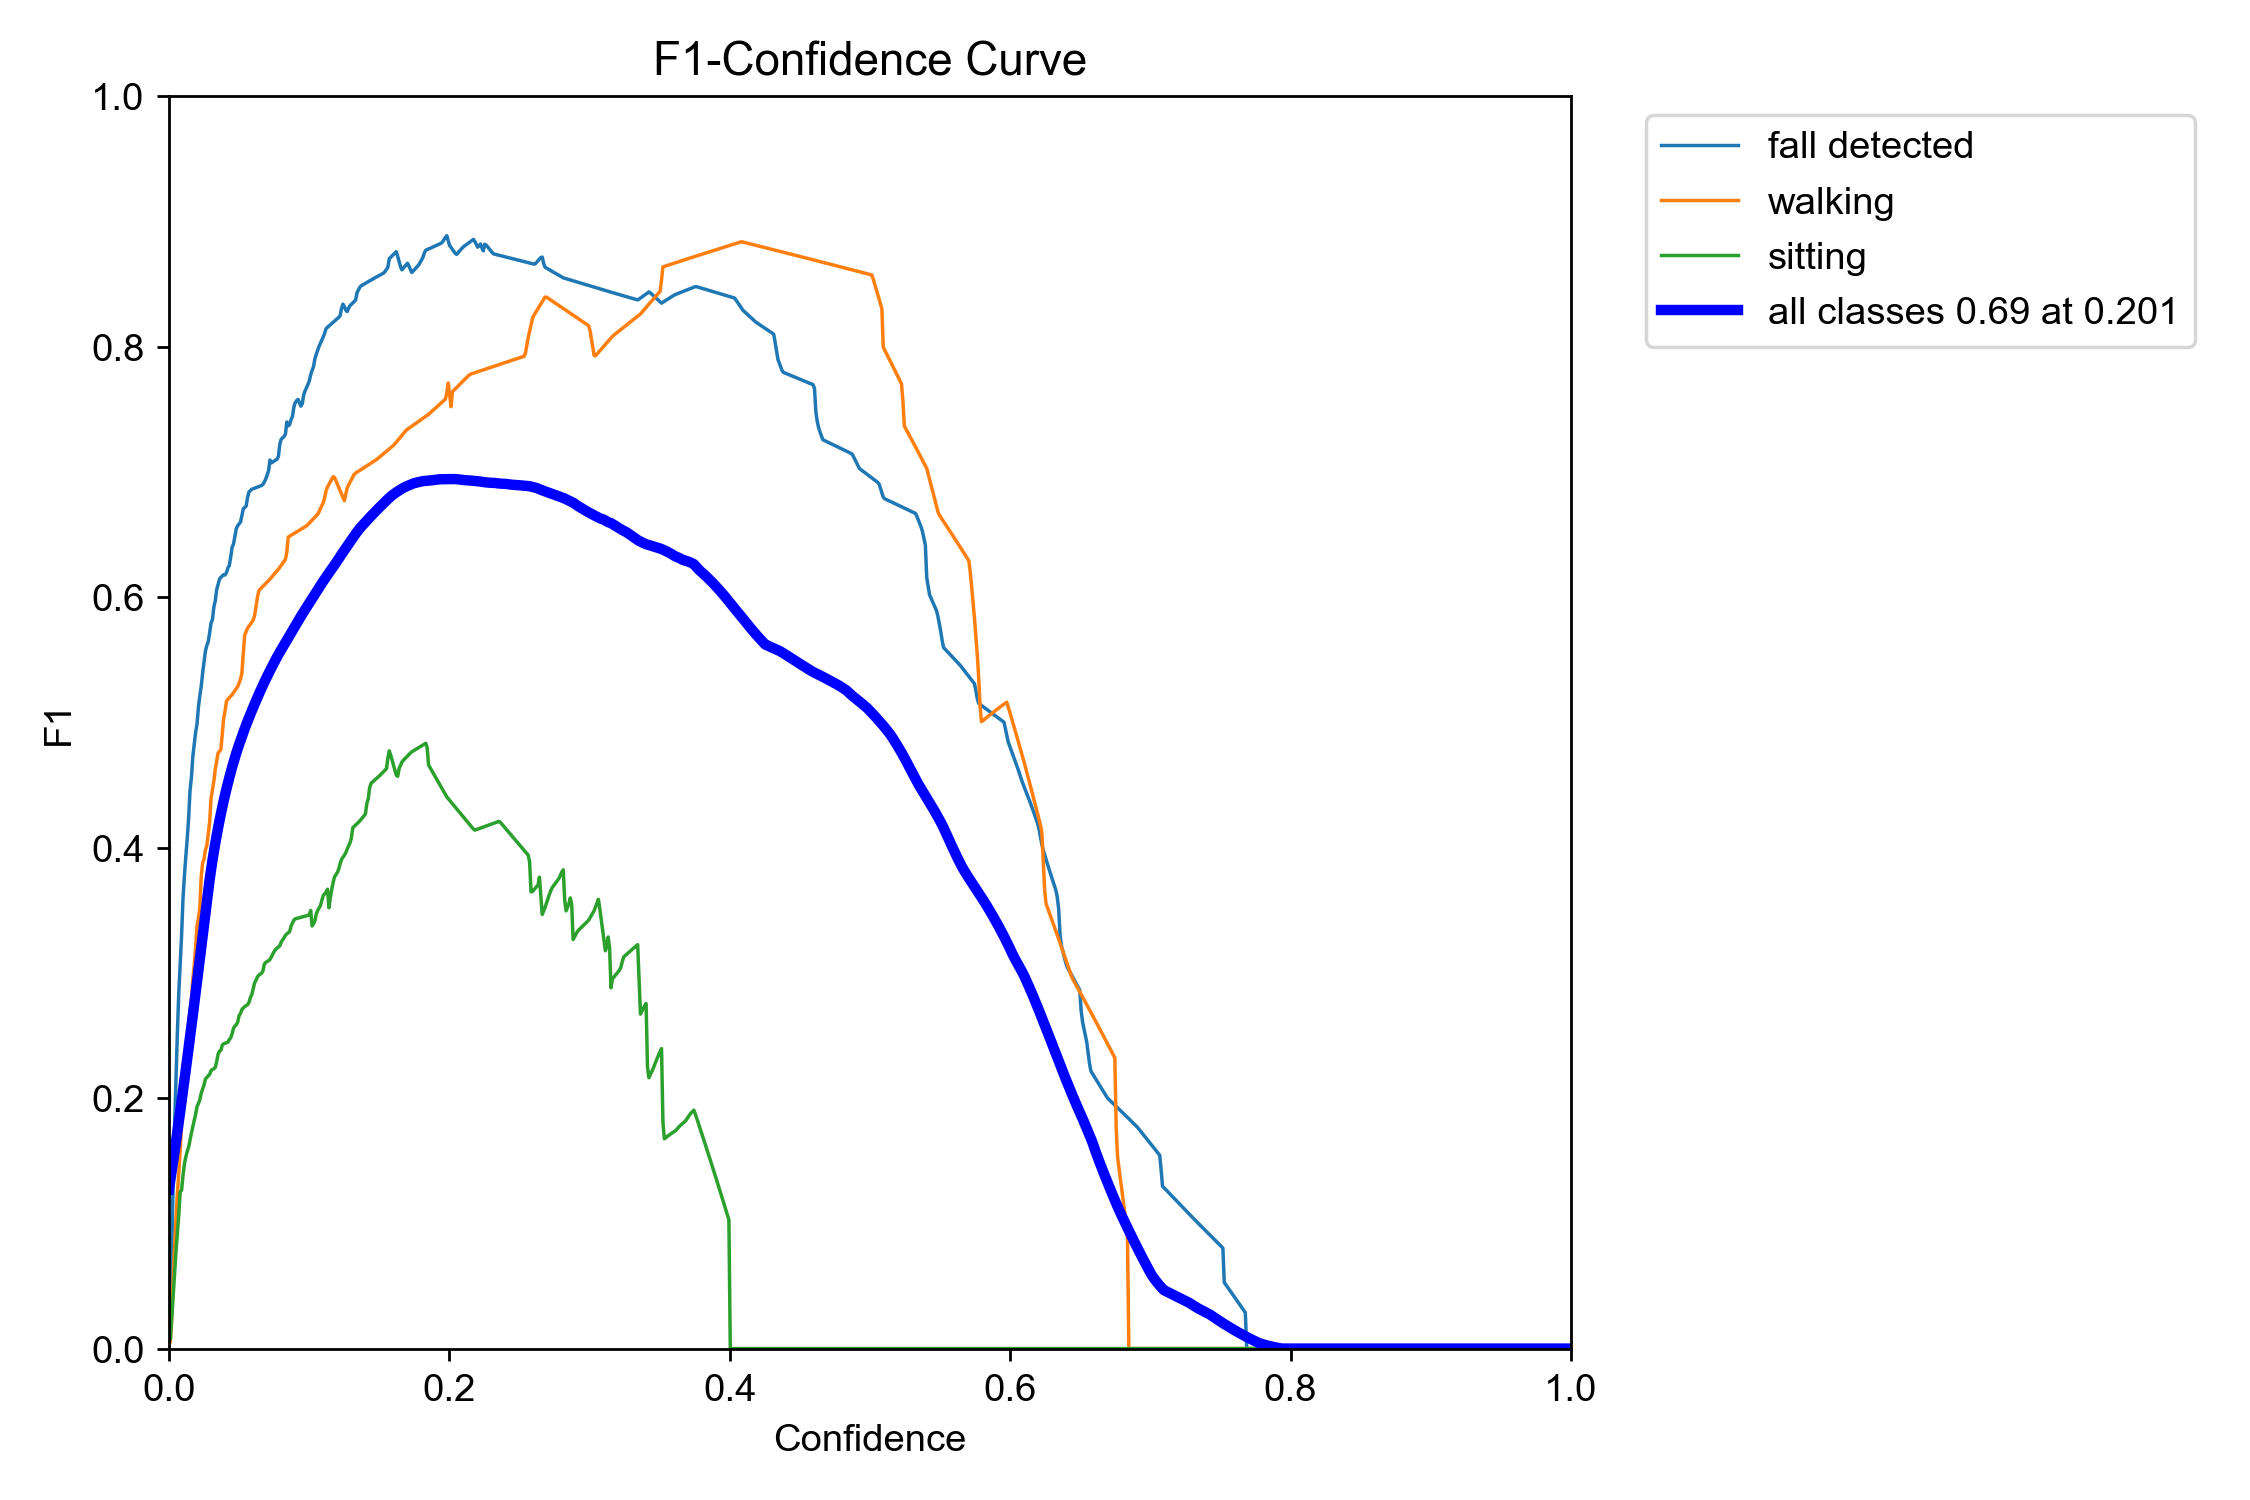 F1-Confidence Curve
1.0
0.8
0.6
0.4
0.2
0.0
F1
0.0 0.2 0.4 0.6 0.8 1.0
Confidence
fall detected
walking
sitting
all classes 0.69 at 0.201